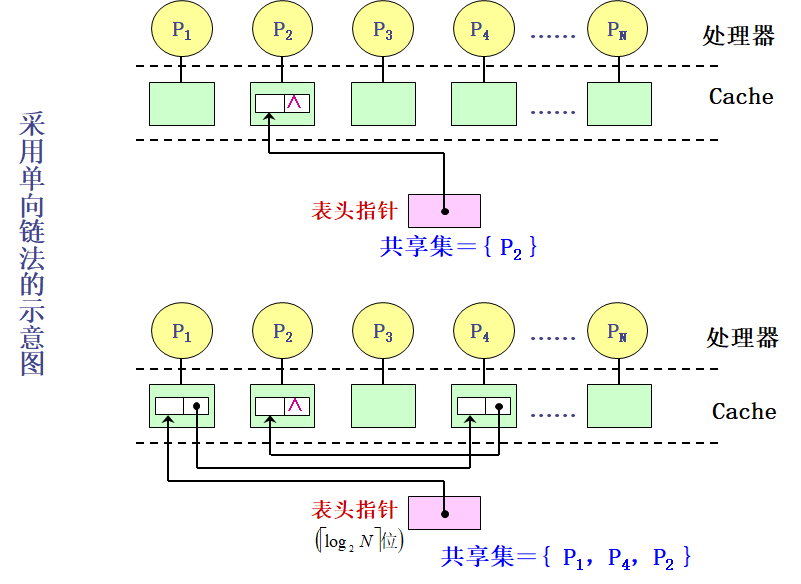 采用单向链法的示意图
P1 P2 P3 P4 …… PN 处理器
∧ …… Cache
表头指针
共享集＝{ P2 }
P1 P2 P3 P4 …… PN 处理器
∧ …… Cache
表头指针
(⌈log2 N⌉位)
共享集＝{ P1，P4，P2 }